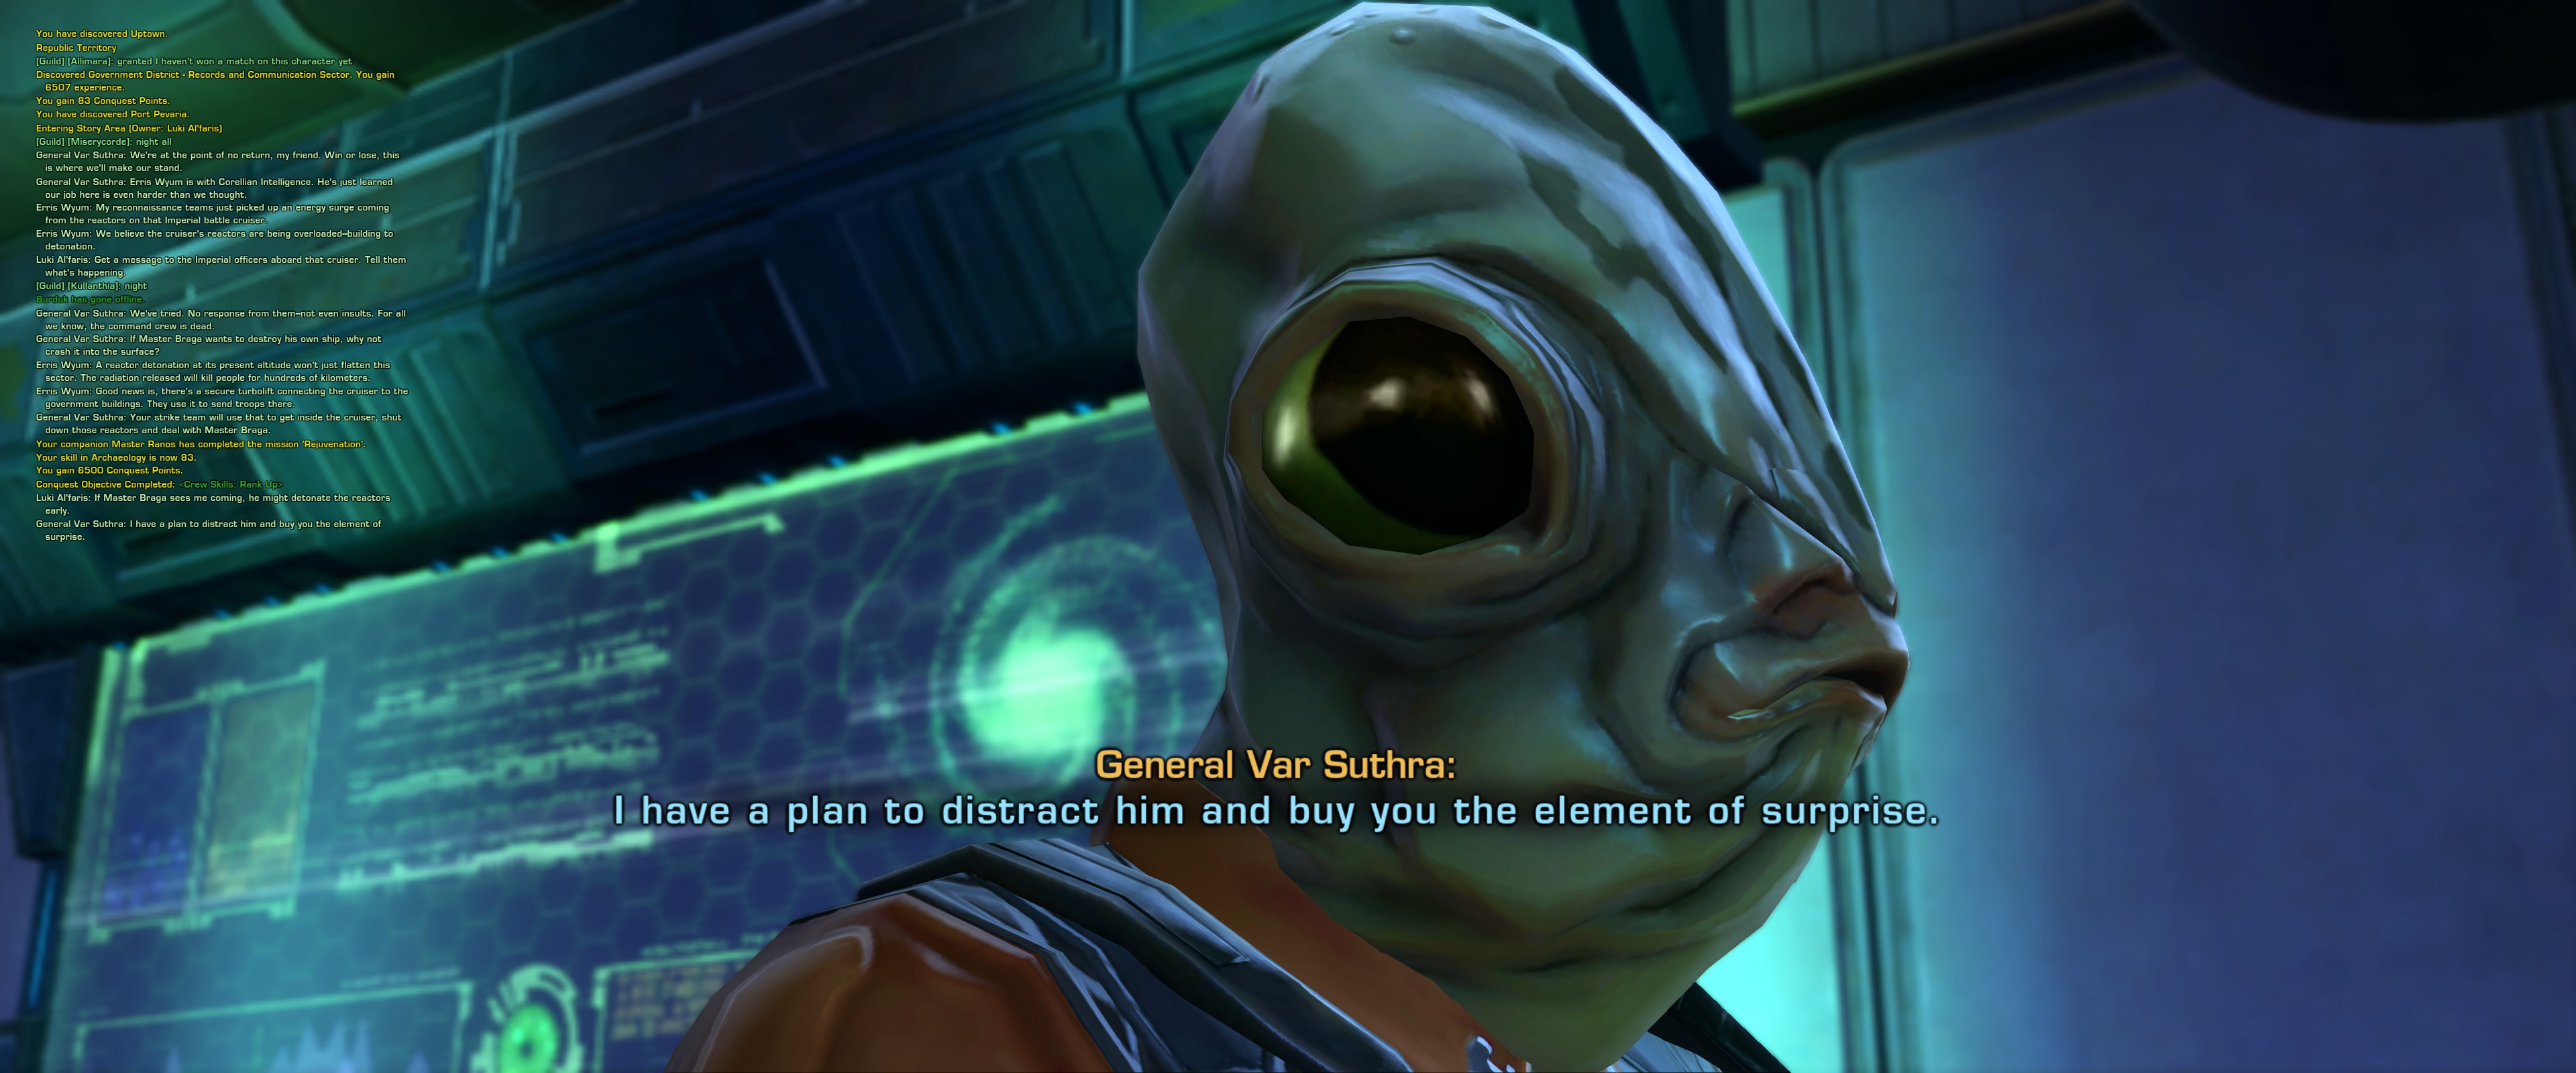 You have discovered Uptown.
Republic Territory
[Guild] [Allimara]: granted I haven't won a match on this character yet
Discovered Government District - Records and Communication Sector. You gain
6507 experience.
You gain 83 Conquest Points.
You have discovered Port Pevaria.
Entering Story Area (Owner: Luki Al'faris)
[Guild] [Miserycorde]: night all
General Var Suthra: We're at the point of no return, my friend. Win or lose, this
is where we'll make our stand.
General Var Suthra: Erris Wyum is with Corellian Intelligence. He's just learned
our job here is even harder than we thought.
Erris Wyum: My reconnaissance teams just picked up an energy surge coming
from the reactors on that Imperial battle cruiser.
Erris Wyum: We believe the cruiser's reactors are being overloaded—building to
detonation.
Luki Al'faris: Get a message to the Imperial officers aboard that cruiser. Tell them
what's happening.
[Guild] [Kullanthia]: night
Burduk has gone offline.
General Var Suthra: We've tried. No response from them—not even insults. For all
we know, the command crew is dead.
General Var Suthra: If Master Braga wants to destroy his own ship, why not
crash it into the surface?
Erris Wyum: A reactor detonation at its present altitude won't just flatten this
sector. The radiation released will kill people for hundreds of kilometers.
Erris Wyum: Good news is, there's a secure turbolift connecting the cruiser to the
government buildings. They use it to send troops there.
General Var Suthra: Your strike team will use that to get inside the cruiser, shut
down those reactors and deal with Master Braga.
Your companion Master Ranos has completed the mission 'Rejuvenation'.
Your skill in Archaeology is now 83.
You gain 6500 Conquest Points.
Conquest Objective Completed: <Crew Skills: Rank Up>
Luki Al'faris: If Master Braga sees me coming, he might detonate the reactors
early.
General Var Suthra: I have a plan to distract him and buy you the element of
surprise.
General Var Suthra:
I have a plan to distract him and buy you the element of surprise.